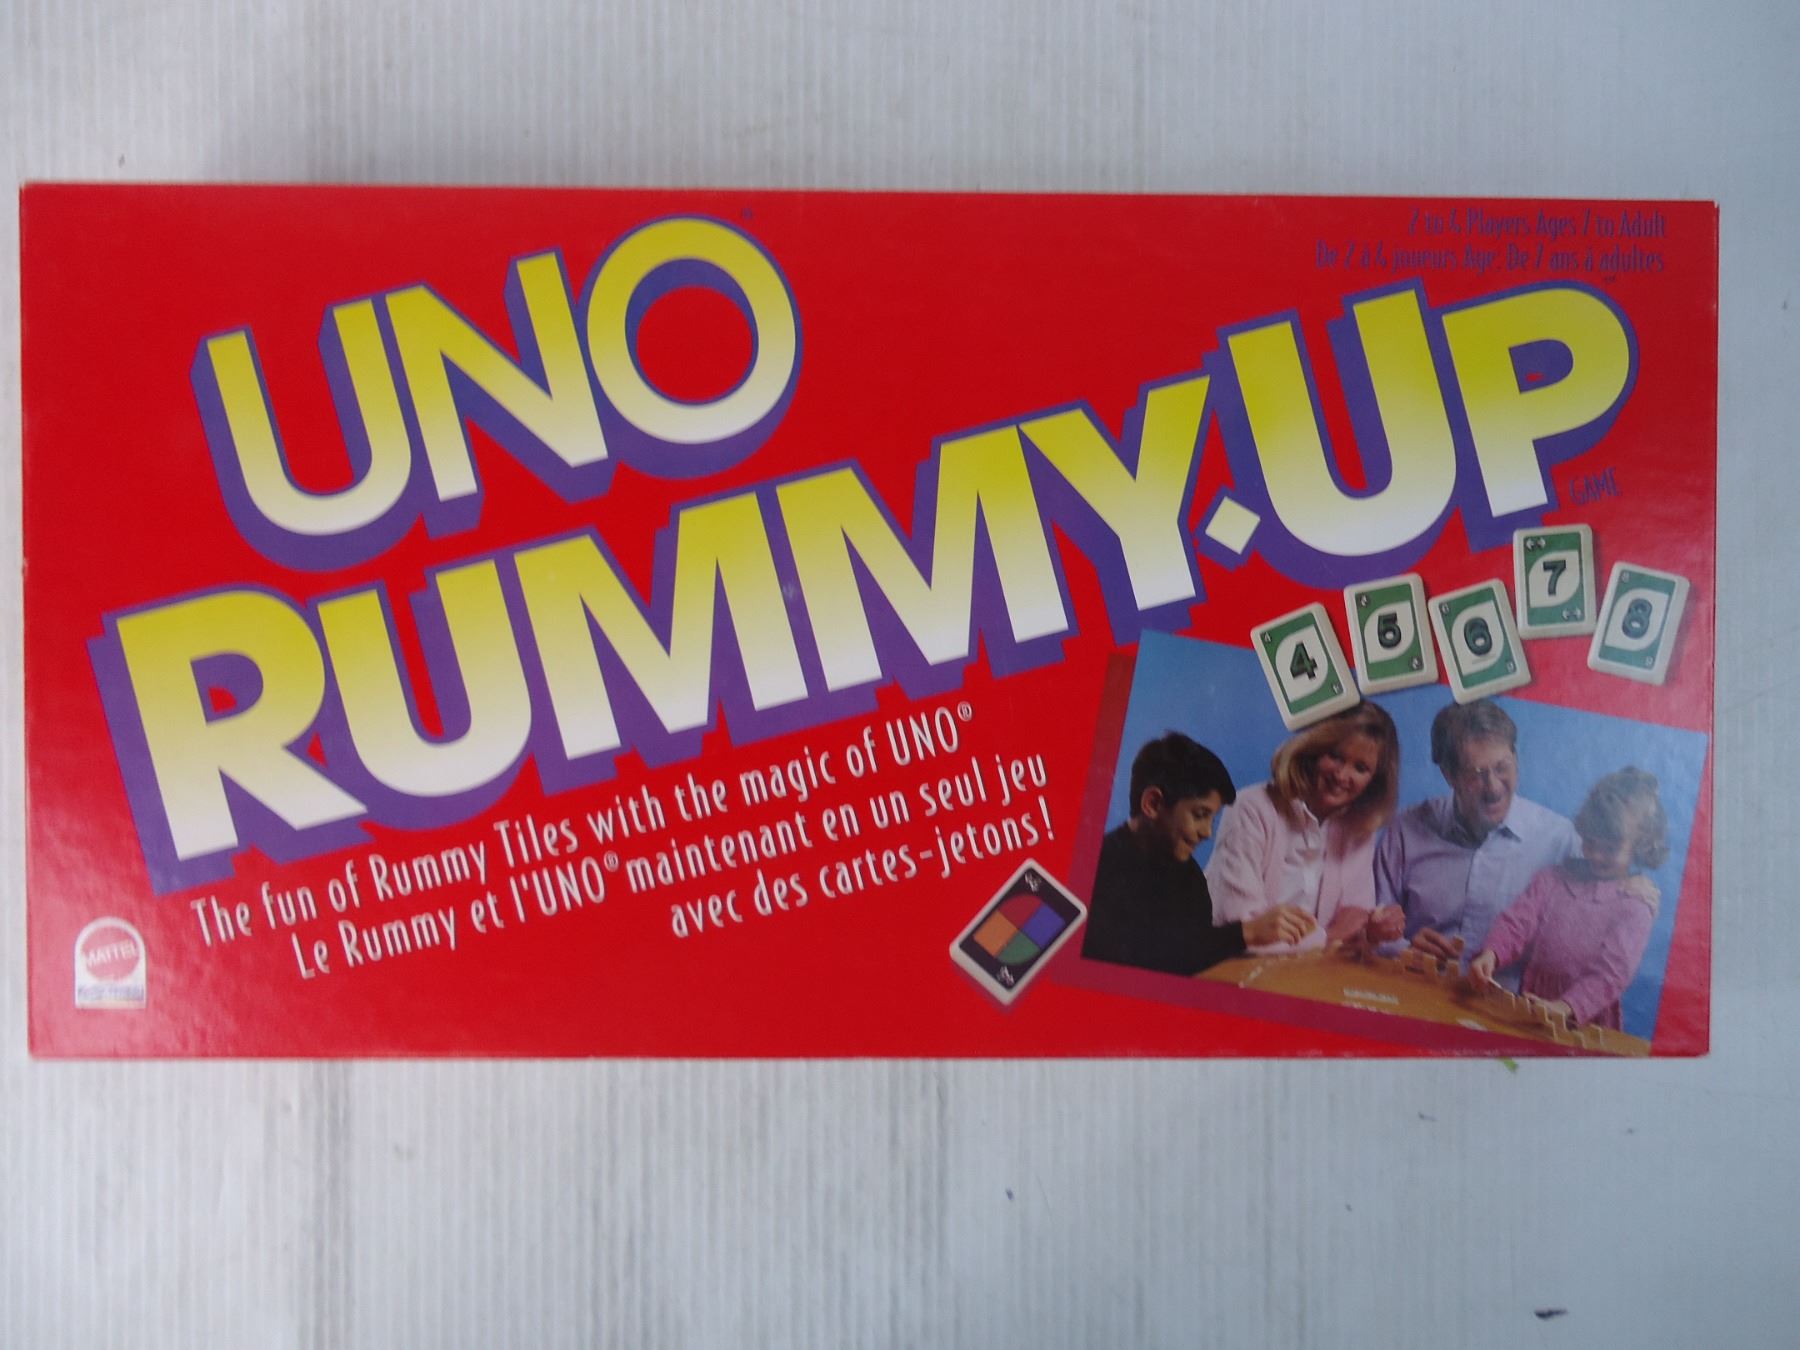 2 to 4 Players Ages 7 to Adult
De 2 à 4 joueurs Age: De 7 ans à adultes
UNO™
RUMMY·UP™
GAME
The fun of Rummy Tiles with the magic of UNO®
Le Rummy et l'UNO® maintenant en un seul jeu
avec des cartes-jetons!
4 5 6 7 8
MATTEL